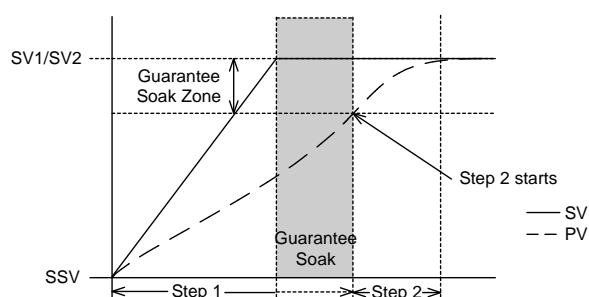 SV1/SV2
Guarantee
Soak Zone
Step 2 starts
SV
PV
Guarantee
Soak
SSV
Step 1
Step 2